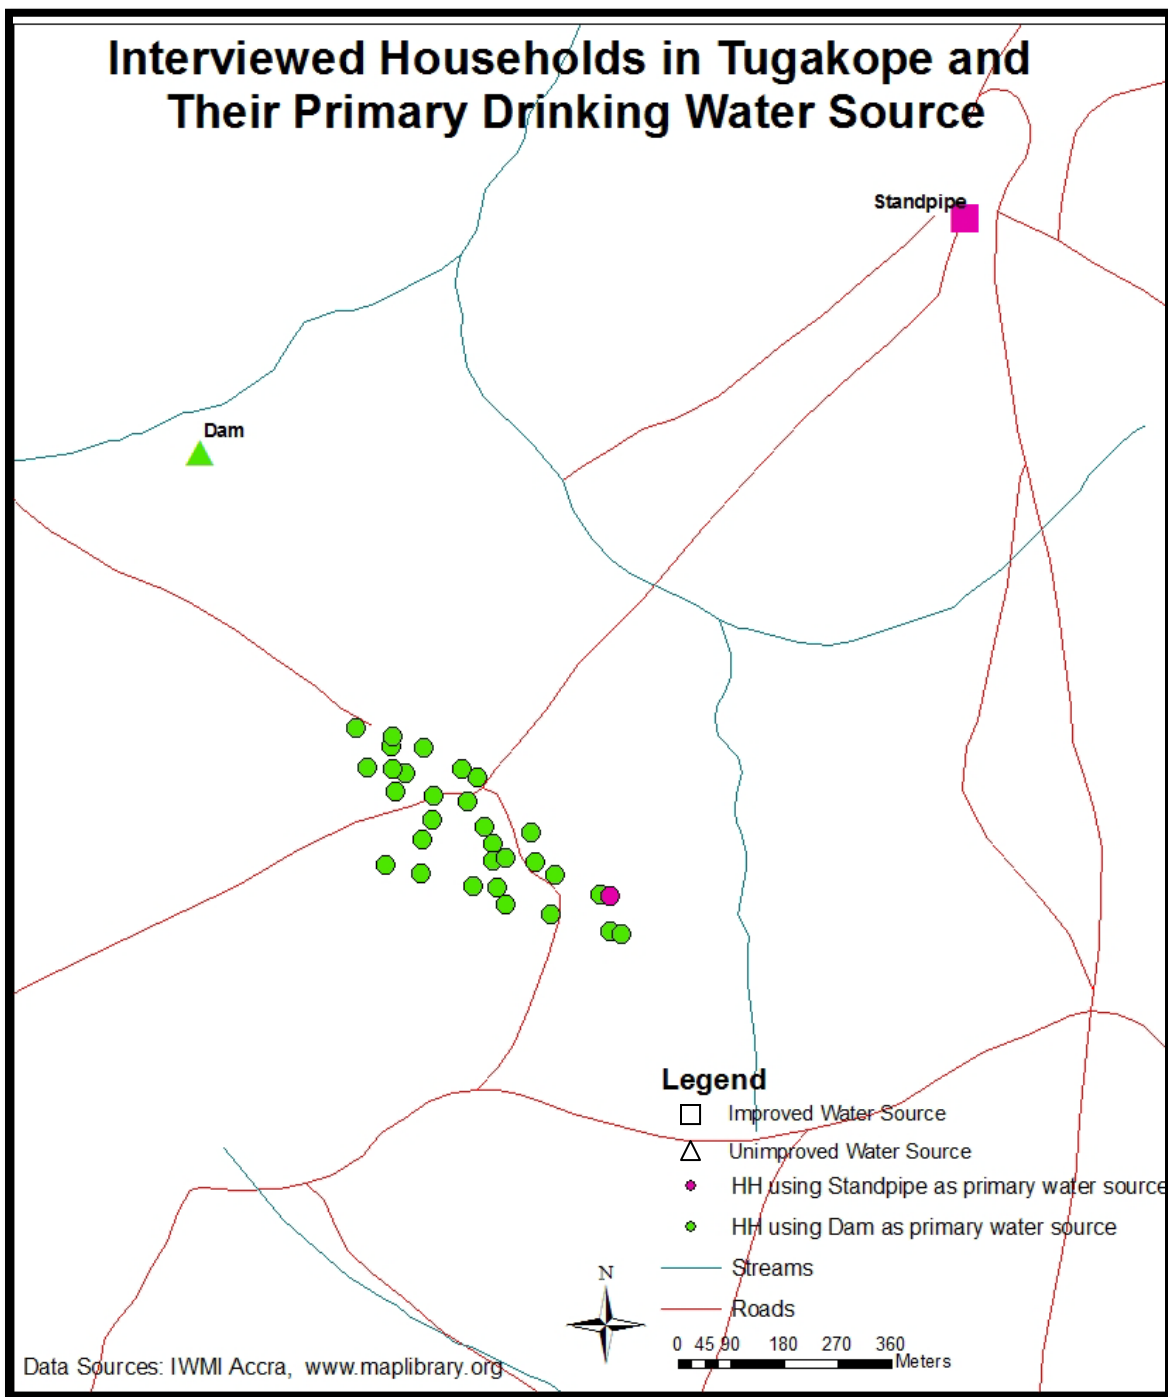 Interviewed Households in Tugakope and
Their Primary Drinking Water Source
Standpipe
Dam
Legend
Improved Water Source
Unimproved Water Source
HH using Standpipe as primary water source
HH using Dam as primary water source
Streams
Roads
N
0 45 90 180 270 360
Meters
Data Sources: IWMI Accra, www.maplibrary.org